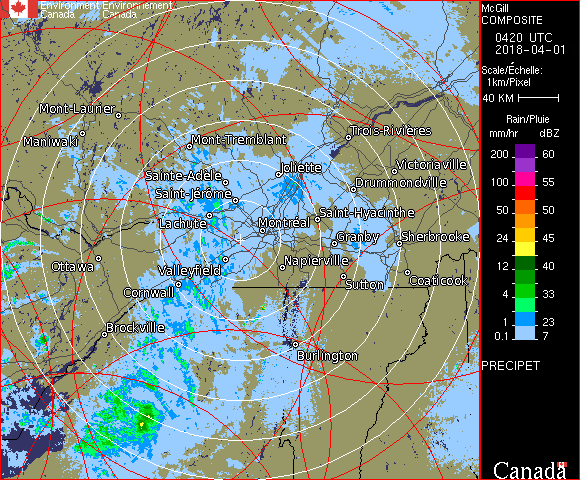 Environment Environnement
Canada Canada
McGill
COMPOSITE
0420 UTC
2018-04-01
Scale/Échelle:
1km/Pixel
40 KM
Rain/Pluie
mm/hr dBZ
200 60
100 55
50 50
24 45
12 40
4 33
1 23
0.1 7
PRECIPET
Canada
Mont-Laurier
Maniwaki
Mont-Tremblant
Trois-Rivières
Sainte-Adèle
Joliette
Victoriaville
Saint-Jérôme
Drummondville
Lachute
Montréal
Saint-Hyacinthe
Granby
Sherbrooke
Ottawa
Valleyfield
Napierville
Cornwall
Sutton
Coaticook
Brockville
Burlington